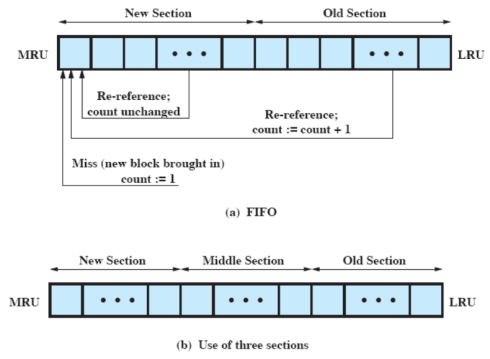 New Section Old Section
MRU • • • • • • LRU
Re-reference;
count unchanged
Re-reference;
count := count + 1
Miss (new block brought in)
count := 1
(a) FIFO
New Section Middle Section Old Section
MRU • • • • • • • • • LRU
(b) Use of three sections